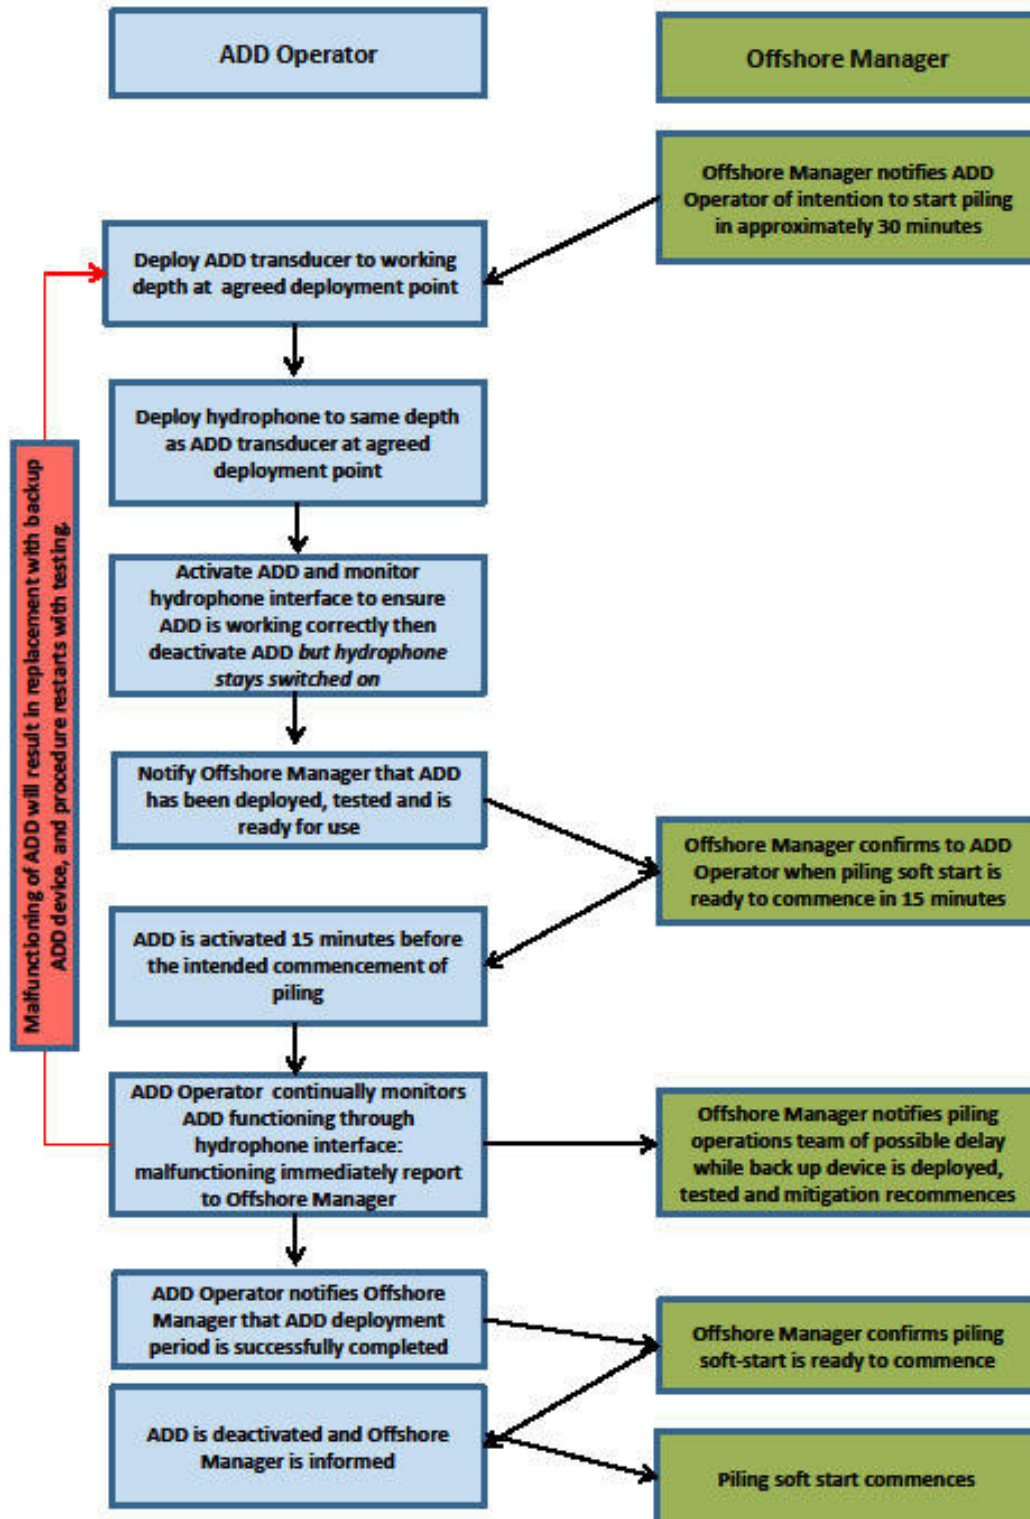 ADD Operator
Offshore Manager
Offshore Manager notifies ADD
Operator of intention to start piling
in approximately 30 minutes
Deploy ADD transducer to working
depth at agreed deployment point
Deploy hydrophone to same depth
as ADD transducer at agreed
deployment point
Activate ADD and monitor
hydrophone interface to ensure
ADD is working correctly then
deactivate ADD but hydrophone
stays switched on
Notify Offshore Manager that ADD
has been deployed, tested and is
ready for use
Offshore Manager confirms to ADD
Operator when piling soft start is
ready to commence in 15 minutes
ADD is activated 15 minutes before
the intended commencement of
piling
ADD Operator continually monitors
ADD functioning through
hydrophone interface:
malfunctioning immediately report
to Offshore Manager
Malfunctioning of ADD will result in replacement with backup
ADD device, and procedure restarts with testing.
Offshore Manager notifies piling
operations team of possible delay
while back up device is deployed,
tested and mitigation recommences
ADD Operator notifies Offshore
Manager that ADD deployment
period is successfully completed
Offshore Manager confirms piling
soft-start is ready to commence
ADD is deactivated and Offshore
Manager is informed
Piling soft start commences